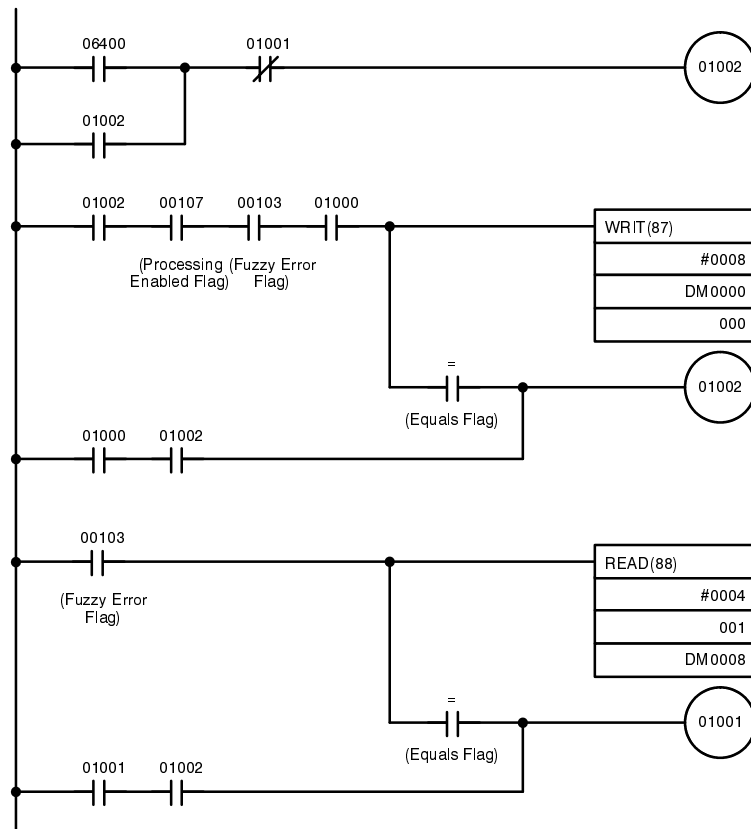 06400
01001
01002
01002
01002
00107
00103
01000
WRIT(87)
(Processing
Enabled Flag)
(Fuzzy Error
Flag)
#0008
DM0000
000
=
01002
(Equals Flag)
01000
01002
00103
READ(88)
(Fuzzy Error
Flag)
#0004
001
DM0008
=
01001
(Equals Flag)
01001
01002